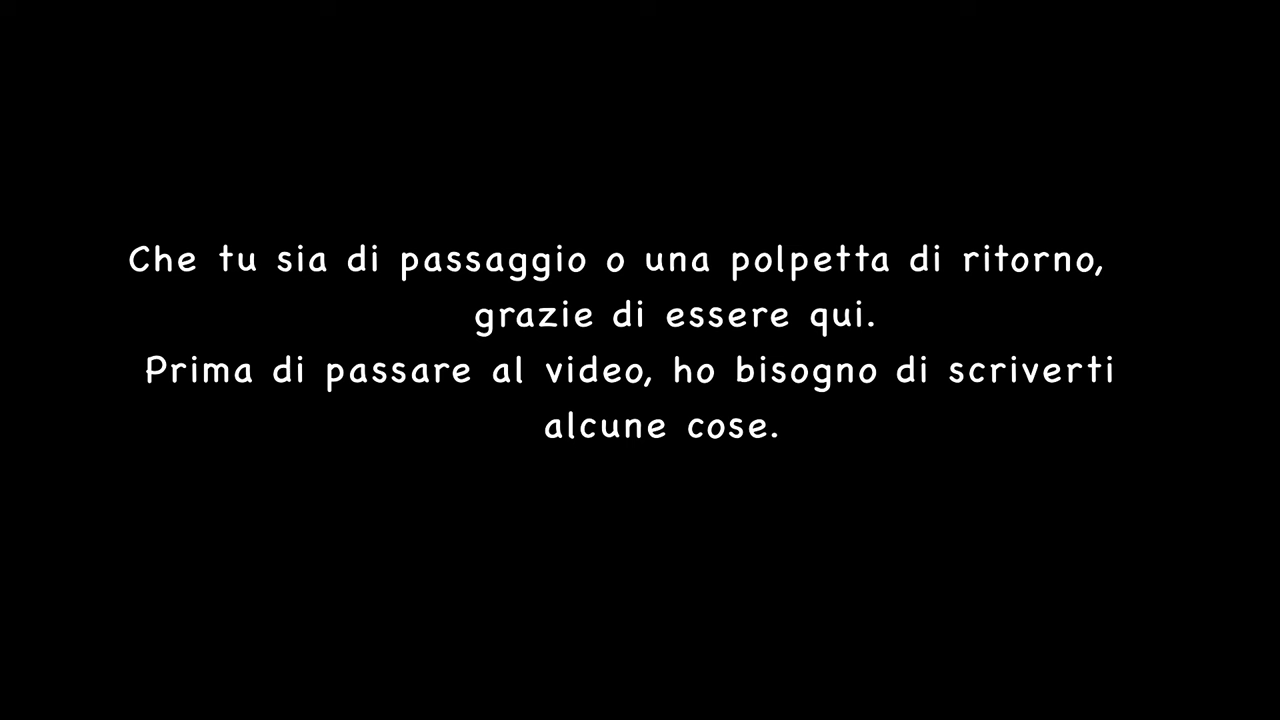 Che tu sia di passaggio o una polpetta di ritorno,
grazie di essere qui.
Prima di passare al video, ho bisogno di scriverti
alcune cose.